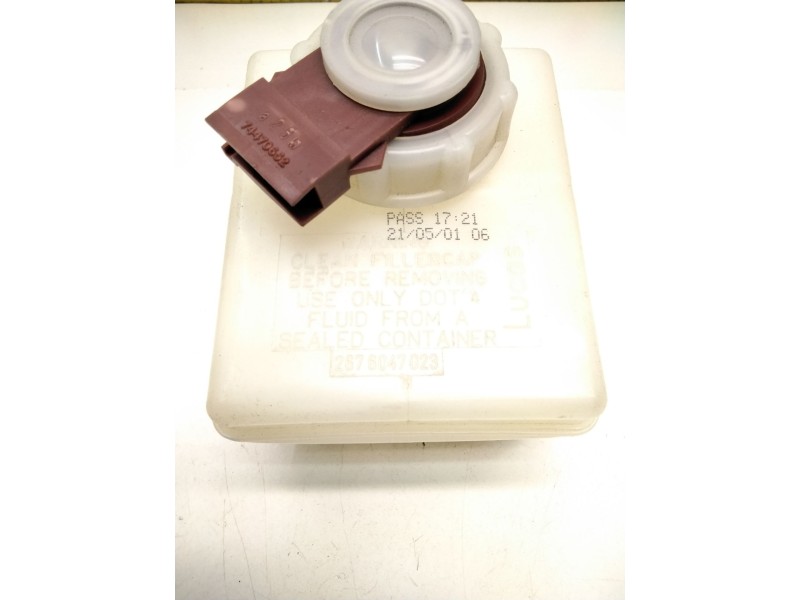 74470602
PASS 17:21
21/05/01 06
CLEAN FILLERCAP
BEFORE REMOVING
USE ONLY DOT 4
FLUID FROM A
SEALED CONTAINER
Lucas